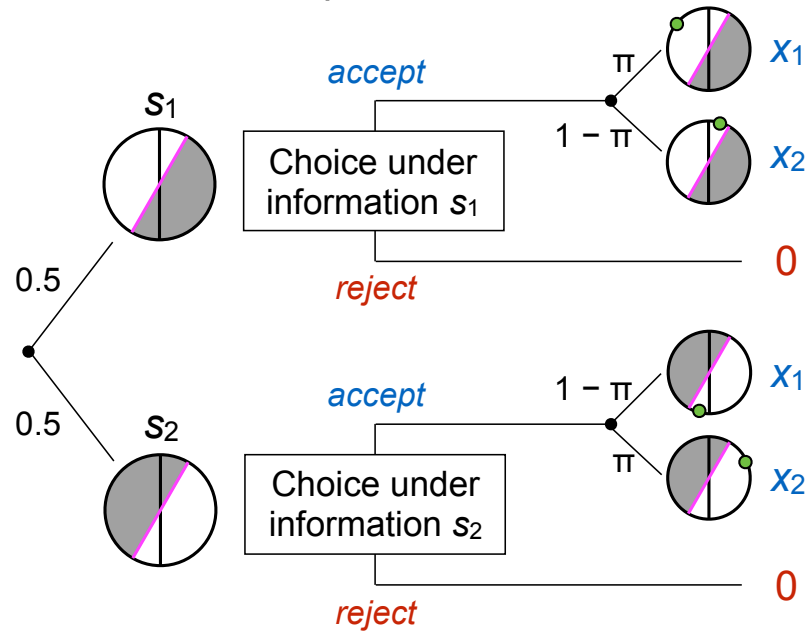 accept
π
x1
s1
1 − π
x2
Choice under
information s1
0.5
reject
0
accept
1 − π
x1
0.5
s2
π
x2
Choice under
information s2
reject
0